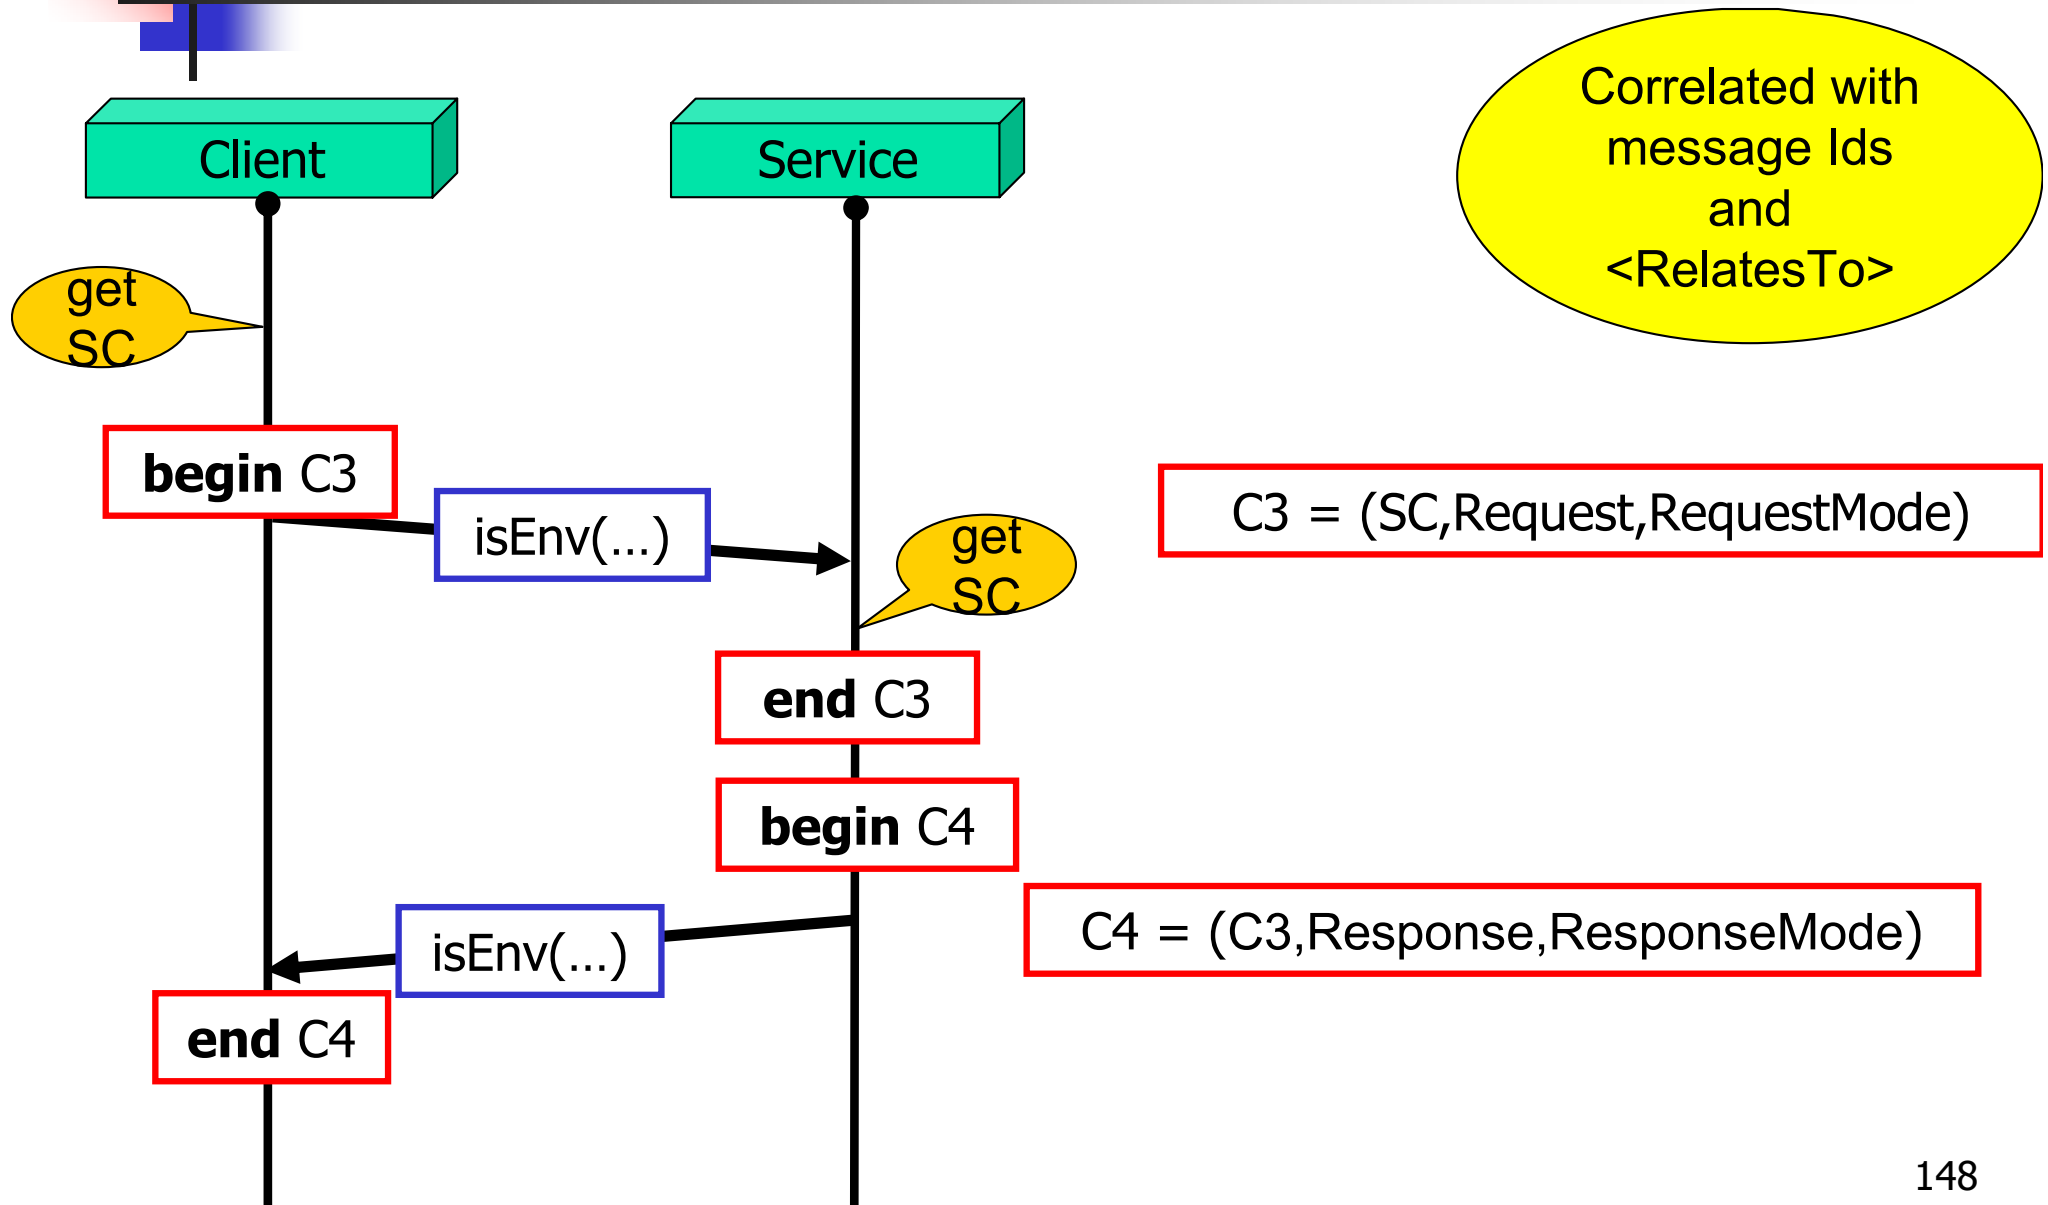 Correlated with
message Ids
and
<RelatesTo>
Client
Service
get
SC
begin C3
isEnv(...)
get
SC
C3 = (SC,Request,RequestMode)
end C3
begin C4
isEnv(...)
C4 = (C3,Response,ResponseMode)
end C4
148